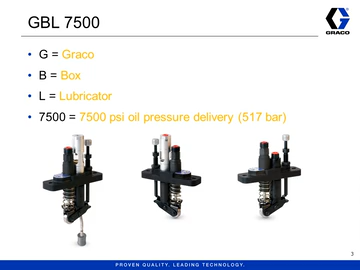 GBL 7500
GRACO
• G = Graco
• B = Box
• L = Lubricator
• 7500 = 7500 psi oil pressure delivery (517 bar)
3
PROVEN QUALITY. LEADING TECHNOLOGY.